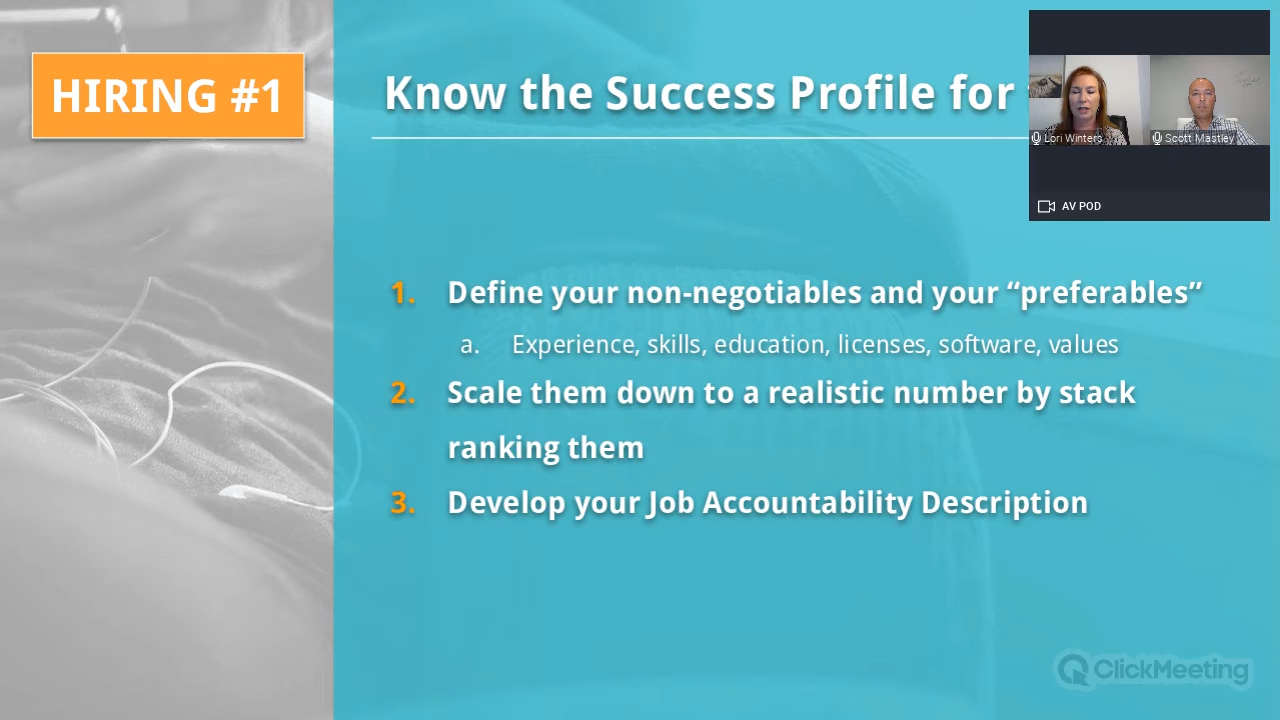 HIRING #1
Know the Success Profile for
Lori Winters
Scott Mastley
AV POD
1. Define your non-negotiables and your “preferables”
a. Experience, skills, education, licenses, software, values
2. Scale them down to a realistic number by stack
ranking them
3. Develop your Job Accountability Description
ClickMeeting